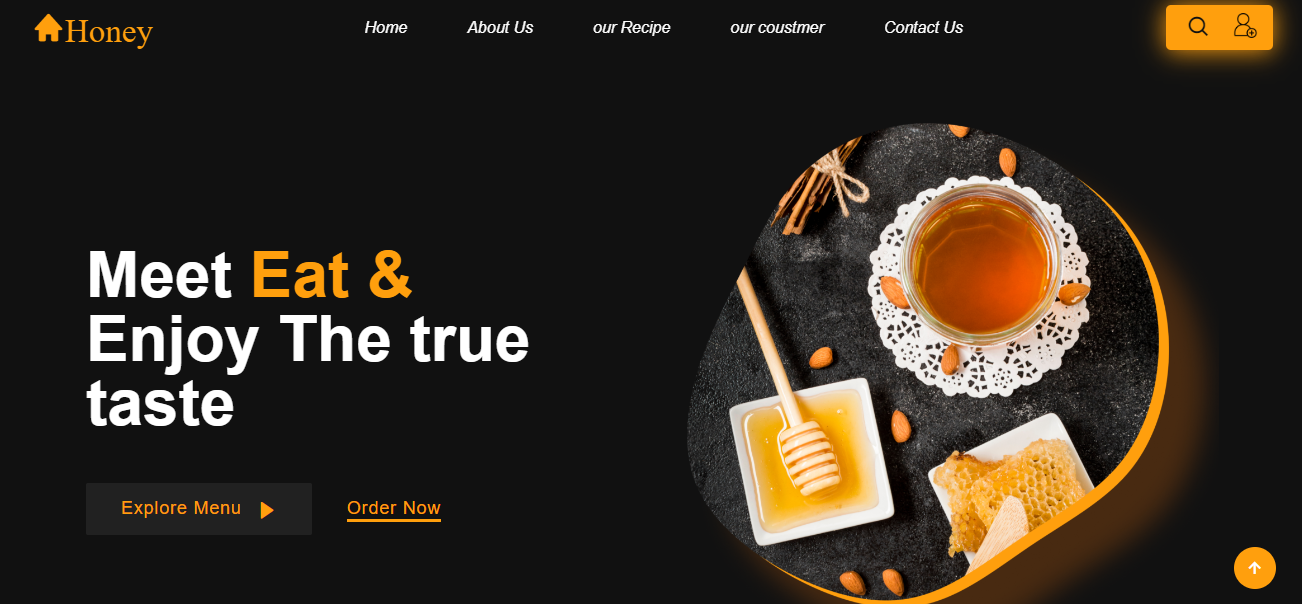 Honey
Home
About Us
our Recipe
our coustmer
Contact Us
Meet Eat &
Enjoy The true
taste
Explore Menu
Order Now